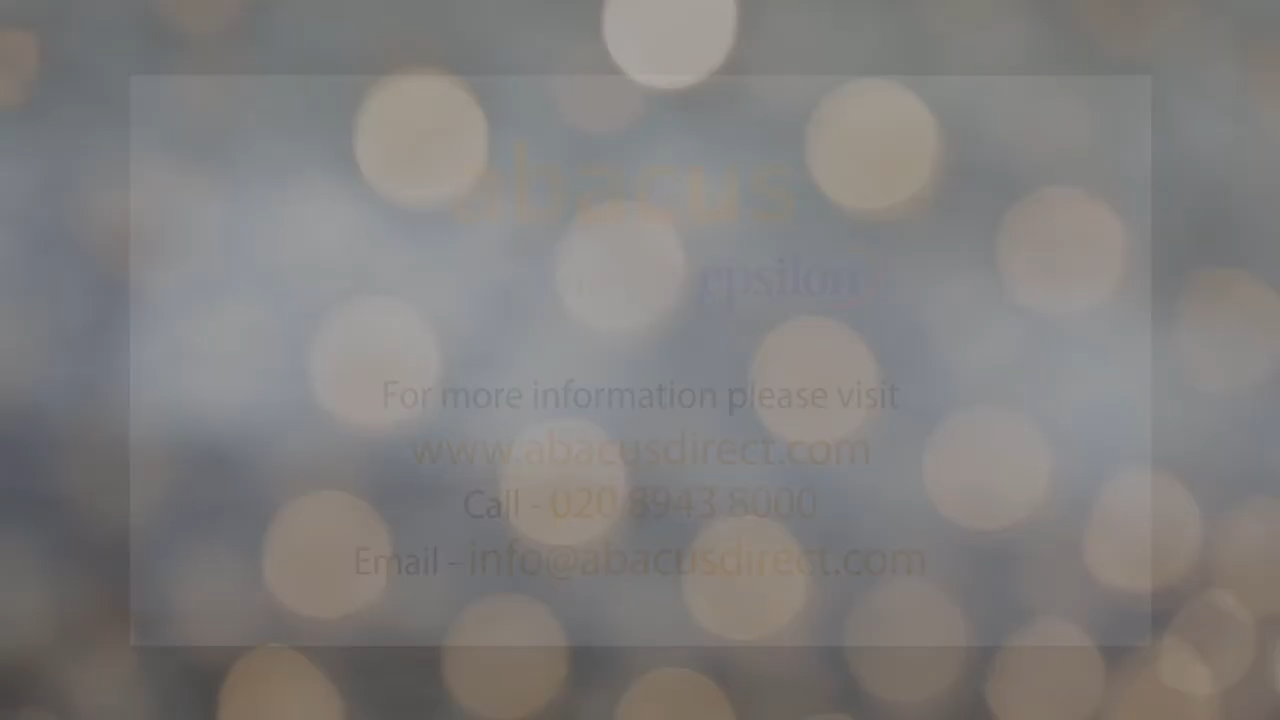 abacus
epsilon
For more information please visit
www.abacusdirect.com
Call - 020 8943 8000
Email - info@abacusdirect.com